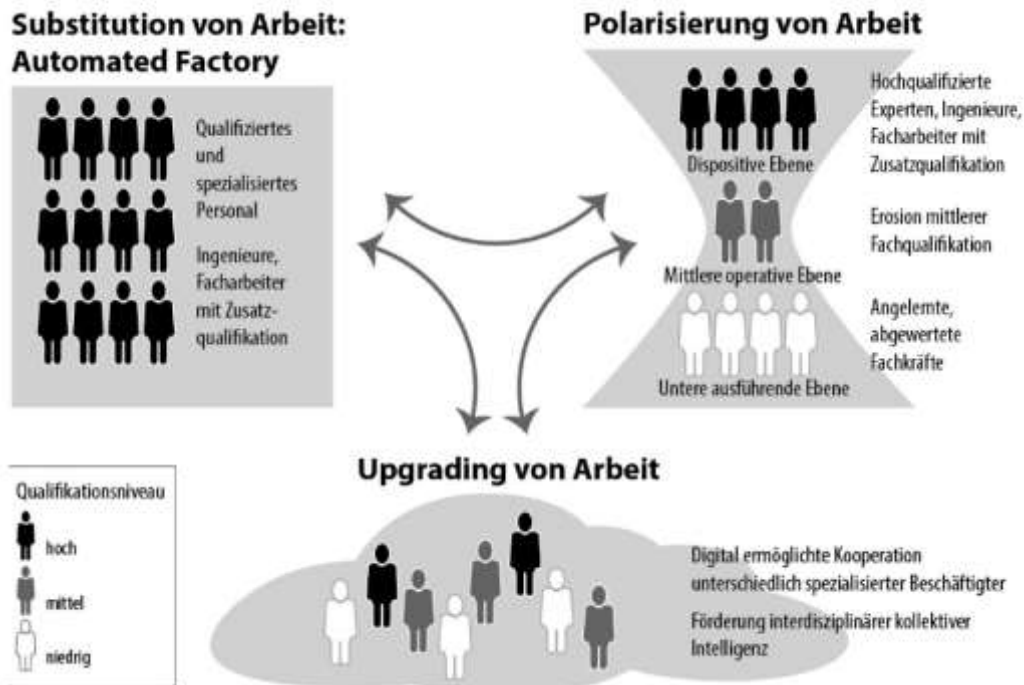 Substitution von Arbeit:
Automated Factory
Qualifiziertes
und
spezialisiertes
Personal
Ingenieure,
Facharbeiter
mit Zusatz-
qualifikation
Polarisierung von Arbeit
Hochqualifizierte
Experten, Ingenieure,
Facharbeiter mit
Zusatzqualifikation
Dispositive Ebene
Erosion mittlerer
Fachqualifikation
Mittlere operative Ebene
Angelernte,
abgewertete
Fachkräfte
Untere ausführende Ebene
Upgrading von Arbeit
Digital ermöglichte Kooperation
unterschiedlich spezialisierter Beschäftigter
Förderung interdisziplinärer kollektiver
Intelligenz
Qualifikationsniveau
hoch
mittel
niedrig